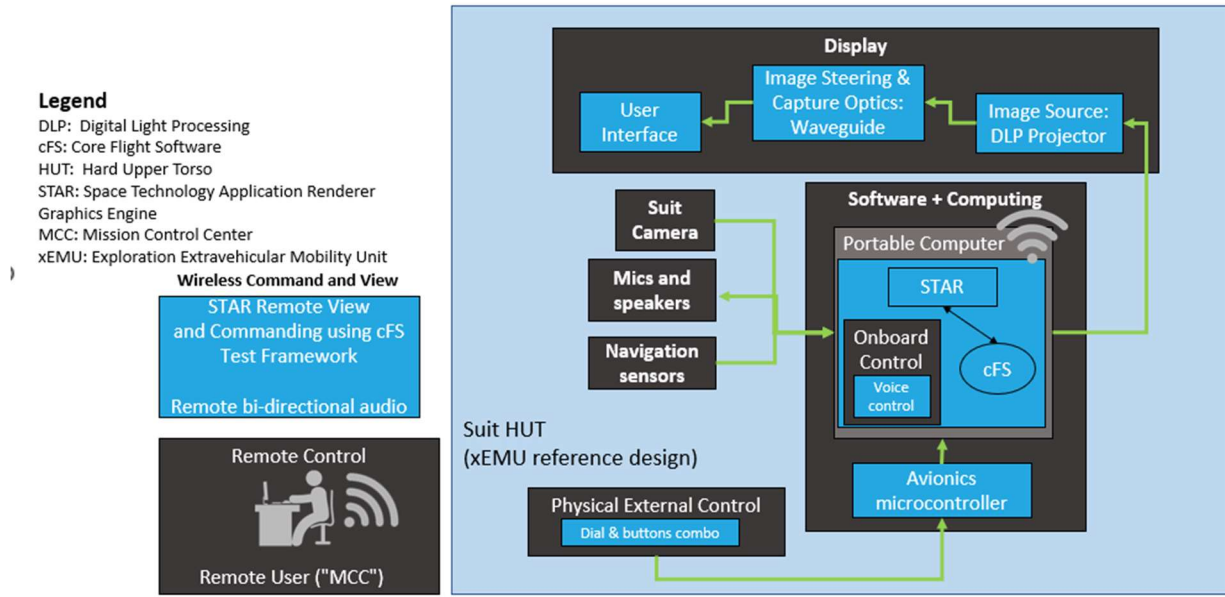 Legend
DLP:  Digital Light Processing
cFS: Core Flight Software
HUT:  Hard Upper Torso
STAR: Space Technology Application Renderer
Graphics Engine
MCC: Mission Control Center
xEMU: Exploration Extravehicular Mobility Unit
Wireless Command and View
STAR Remote View
and Commanding using cFS
Test Framework
Remote bi-directional audio
Remote Control
Remote User ("MCC")
Display
User
Interface
Image Steering &
Capture Optics:
Waveguide
Image Source:
DLP Projector
Suit
Camera
Mics and
speakers
Navigation
sensors
Software + Computing
Portable Computer
STAR
Onboard
Control
Voice
control
cFS
Avionics
microcontroller
Suit HUT
(xEMU reference design)
Physical External Control
Dial & buttons combo